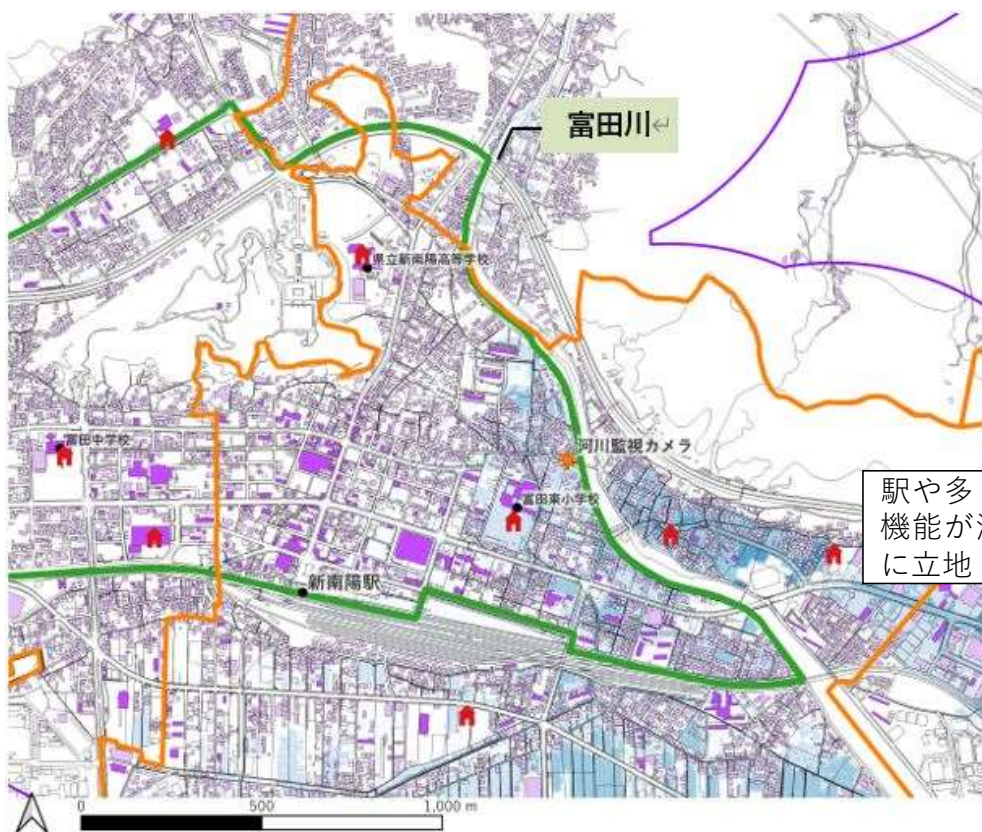 富田川↵
県立新南陽高等学校
富田中学校
河川監視カメラ
富田東小学校
駅や多
機能が
に立地
新南陽駅
0
500
1,000 m